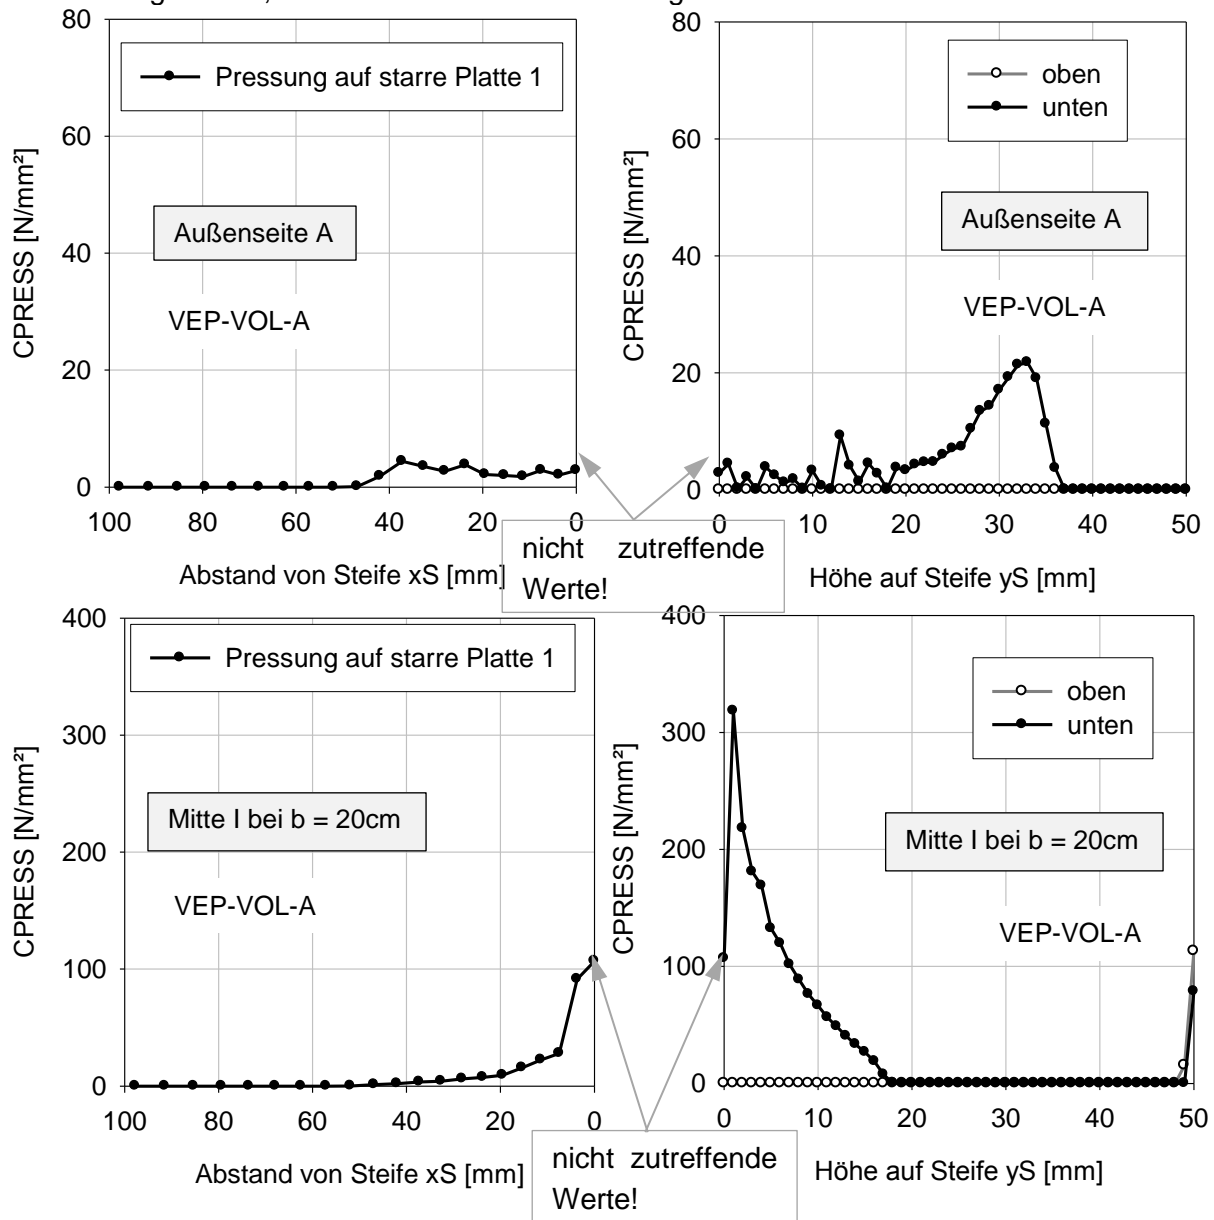 80
60
40
20
0
CPRESS [N/mm²]
Pressung auf starre Platte 1
Außenseite A
VEP-VOL-A
100 80 60 40 20 0
Abstand von Steife xS [mm]
80
60
40
20
0
CPRESS [N/mm²]
oben
unten
Außenseite A
VEP-VOL-A
0 10 20 30 40 50
Höhe auf Steife yS [mm]
nicht zutreffende
Werte!
400
300
200
100
0
CPRESS [N/mm²]
Pressung auf starre Platte 1
Mitte I bei b = 20cm
VEP-VOL-A
100 80 60 40 20 0
Abstand von Steife xS [mm]
400
300
200
100
0
CPRESS [N/mm²]
oben
unten
Mitte I bei b = 20cm
VEP-VOL-A
0 10 20 30 40 50
Höhe auf Steife yS [mm]
nicht zutreffende
Werte!